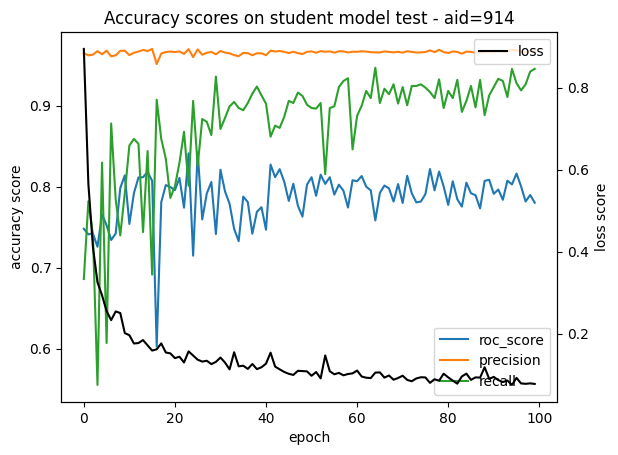 Accuracy scores on student model test - aid=914
loss
accuracy score
0.9
0.8
0.7
0.6
0.8
0.6
0.4
0.2
loss score
roc_score
precision
recall
0 20 40 60 80 100
epoch